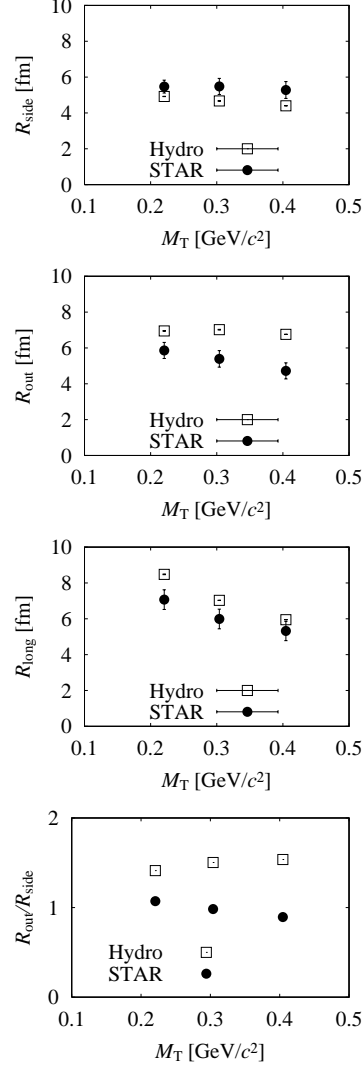 10
8
6
4
2
0
R_side [fm]
Hydro
STAR
0.1 0.2 0.3 0.4 0.5
M_T [GeV/c²]
10
8
6
4
2
0
R_out [fm]
Hydro
STAR
0.1 0.2 0.3 0.4 0.5
M_T [GeV/c²]
10
8
6
4
2
0
R_long [fm]
Hydro
STAR
0.1 0.2 0.3 0.4 0.5
M_T [GeV/c²]
2
1
0
R_out/R_side
Hydro
STAR
0.1 0.2 0.3 0.4 0.5
M_T [GeV/c²]